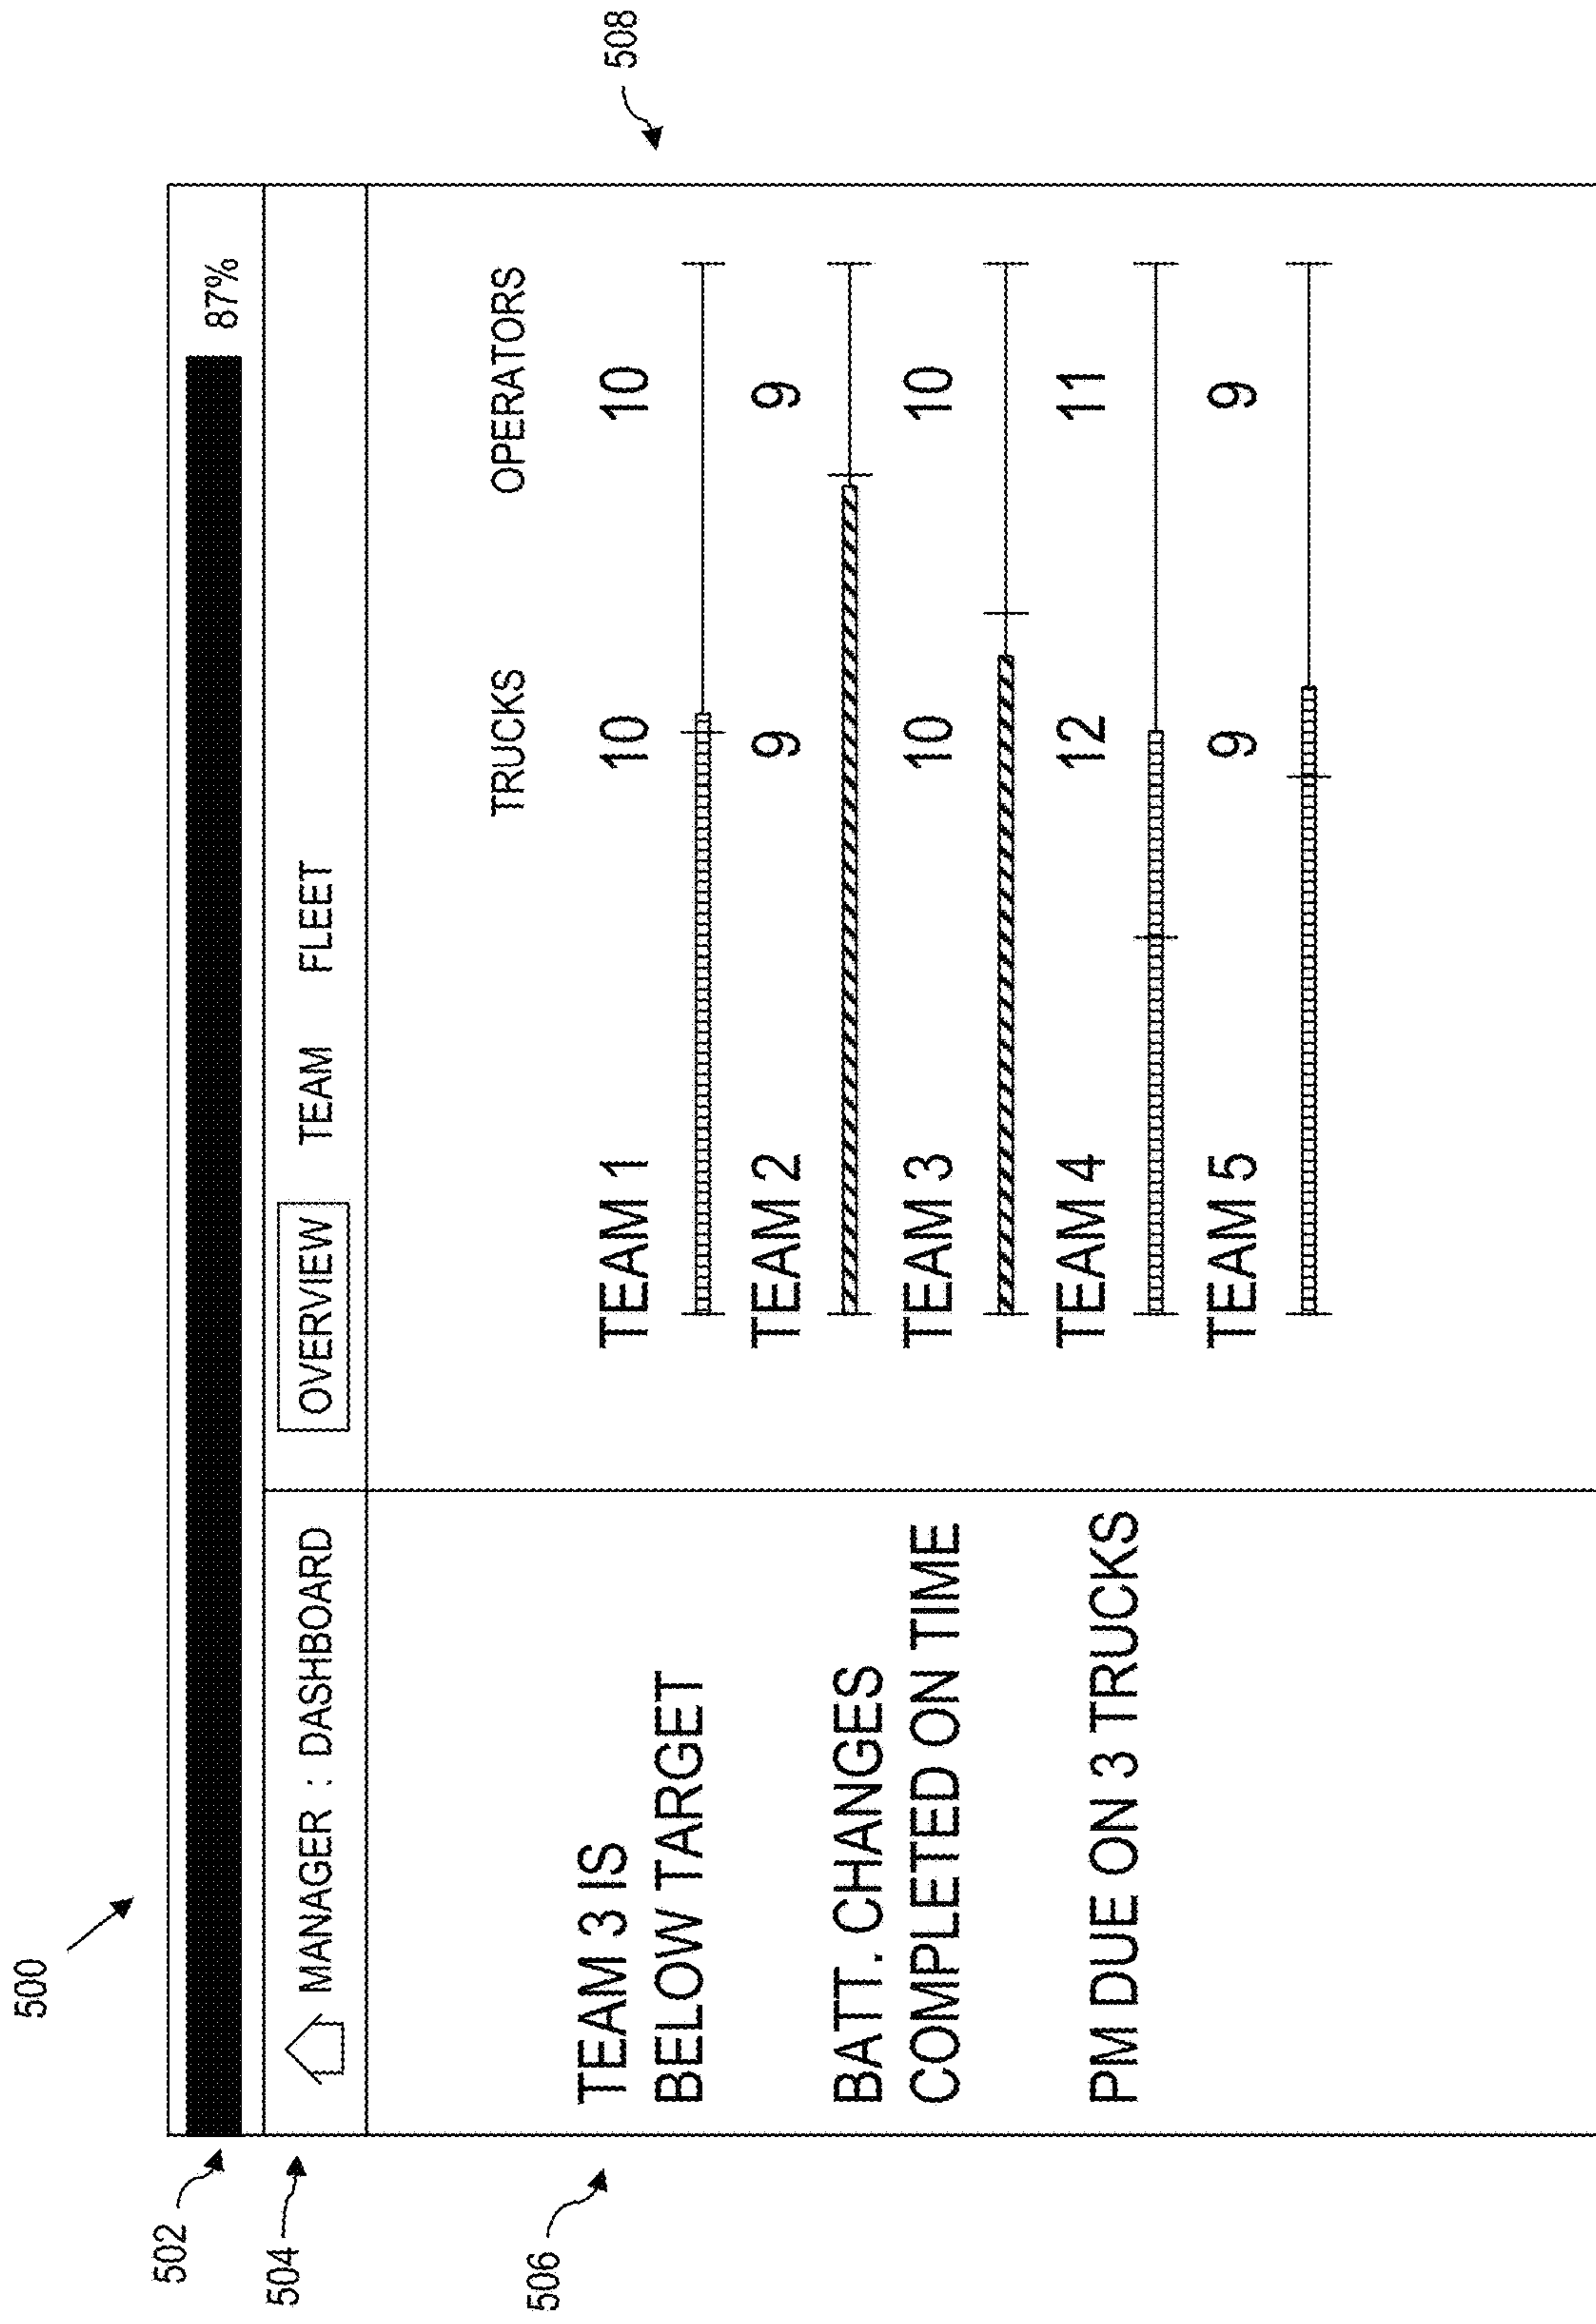 500
502
87%
504
MANAGER : DASHBOARD
OVERVIEW TEAM FLEET
506
TEAM 3 IS
BELOW TARGET
BATT. CHANGES
COMPLETED ON TIME
PM DUE ON 3 TRUCKS
508
TRUCKS OPERATORS
TEAM 1 10 10
TEAM 2 9 9
TEAM 3 10 10
TEAM 4 12 11
TEAM 5 9 9